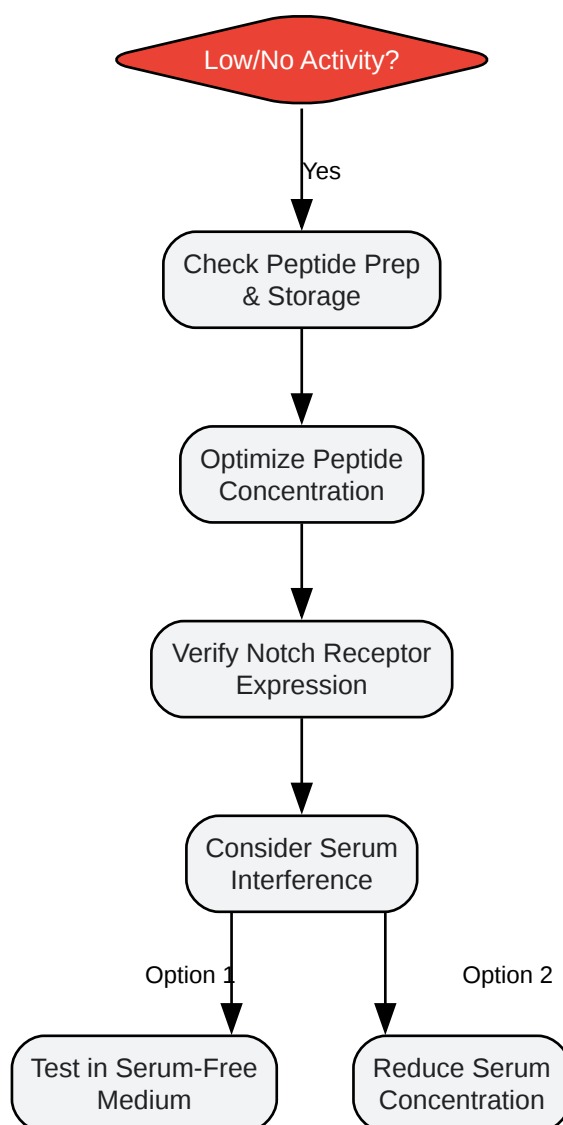 Low/No Activity?
Yes
Check Peptide Prep
& Storage
Optimize Peptide
Concentration
Verify Notch Receptor
Expression
Consider Serum
Interference
Option 1
Option 2
Test in Serum-Free
Medium
Reduce Serum
Concentration